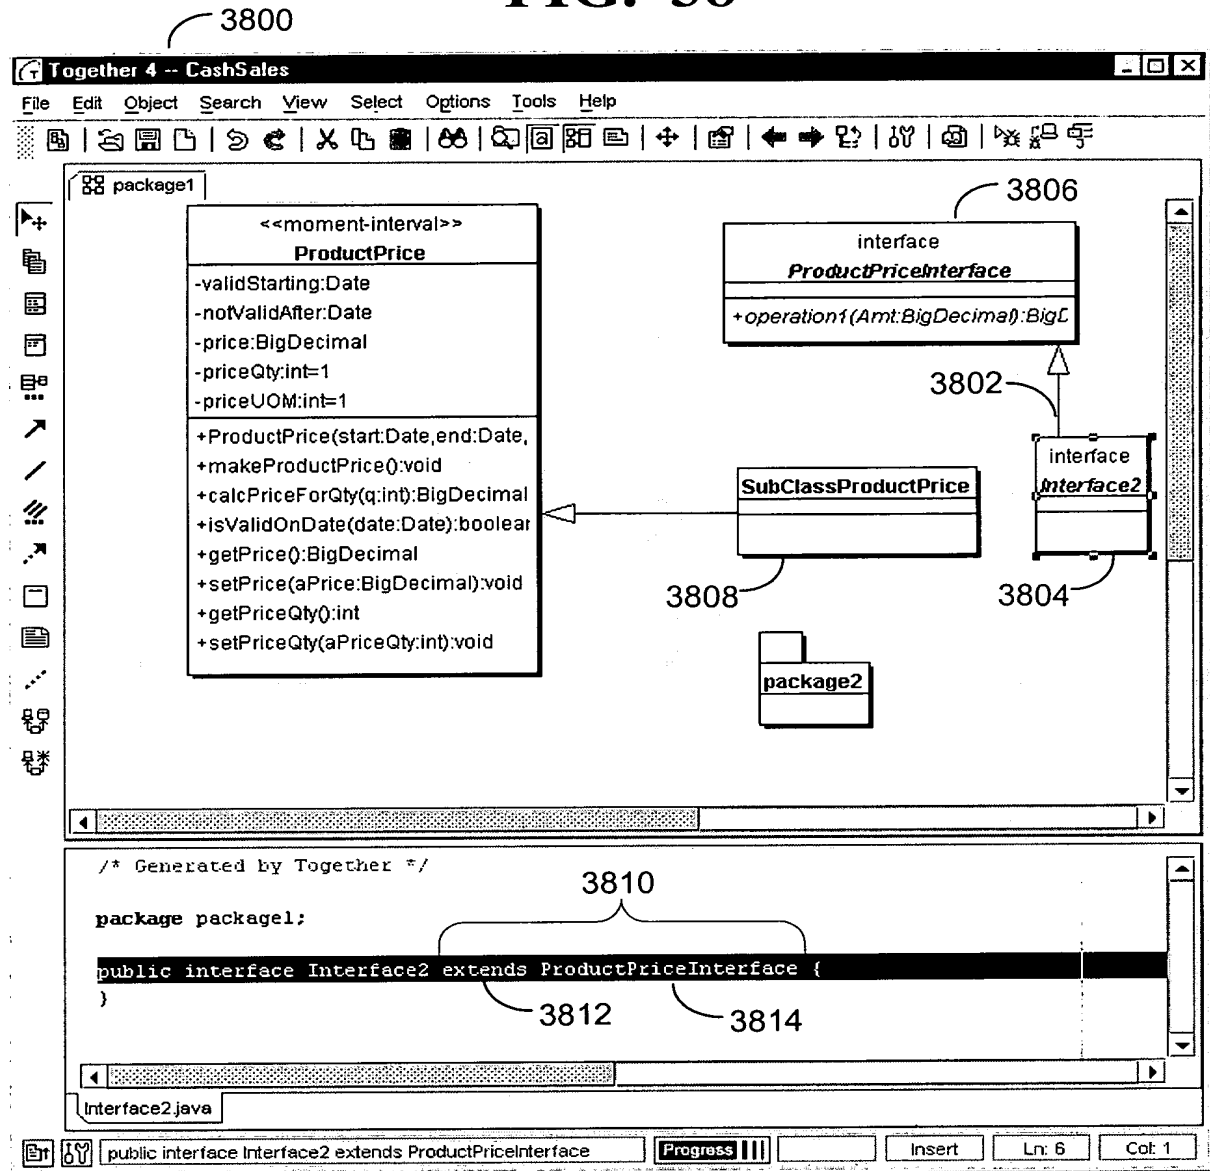 FIG. 38
3800
Together 4 -- CashSales
File Edit Object Search View Select Options Tools Help
package1
3806
<<moment-interval>>
ProductPrice
-validStarting:Date
-notValidAfter:Date
-price:BigDecimal
-priceQty:int=1
-priceUOM:int=1
+ProductPrice(start:Date,end:Date,
+makeProductPrice():void
+calcPriceForQty(q:int):BigDecimal
+isValidOnDate(date:Date):boolear
+getPrice():BigDecimal
+setPrice(aPrice:BigDecimal):void
+getPriceQty():int
+setPriceQty(aPriceQty:int):void
interface
ProductPriceInterface
+operation1(Amt:BigDecimal):BigD
3802
interface
Interface2
SubClassProductPrice
3808
3804
package2
/* Generated by Together */
3810
package package1;
public interface Interface2 extends ProductPriceInterface {
}
3812
3814
Interface2.java
public interface Interface2 extends ProductPriceInterface Progress Insert Ln: 6 Col: 1